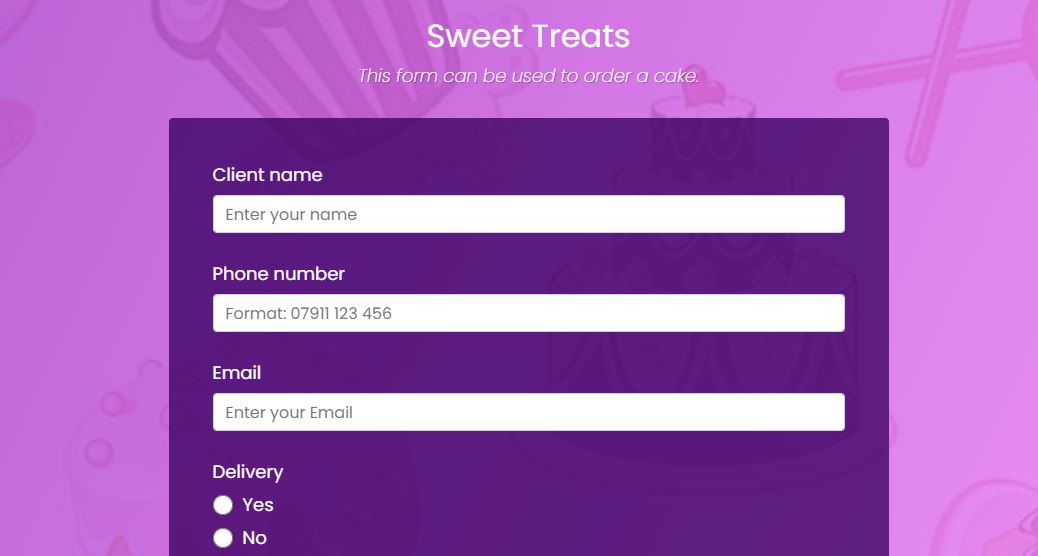 Sweet Treats
This form can be used to order a cake.
Client name
Enter your name
Phone number
Format: 07911 123 456
Email
Enter your Email
Delivery
Yes
No